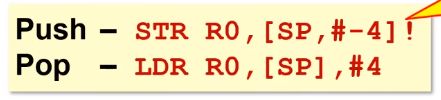 Push – STR R0,[SP,#-4]!
Pop – LDR R0,[SP],#4